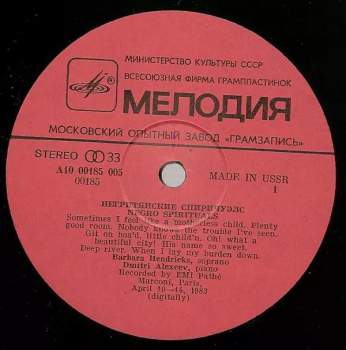 МИНИСТЕРСТВО КУЛЬТУРЫ СССР
ВСЕСОЮЗНАЯ ФИРМА ГРАМПЛАСТИНОК
МЕЛОДИЯ
МОСКОВСКИЙ ОПЫТНЫЙ ЗАВОД «ГРАМЗАПИСЬ»
STEREO 33
A10 00185 005
00185
MADE IN USSR
1
НЕГРИТЯНСКИЕ СПИРИЧУЭЛС
NEGRO SPIRITUALS
Sometimes I feel like a motherless child. Plenty
good room. Nobody knows the trouble I've seen.
Git on boa'd, little child'n. Oh! what a
beautiful city! His name so sweet.
Deep river. When I lay my burden down.
Barbara Hendricks, soprano
Dmitri Alexeev, piano
Recorded by EMI Pathé
Marconi, Paris,
April 10—15, 1983
(digitally)